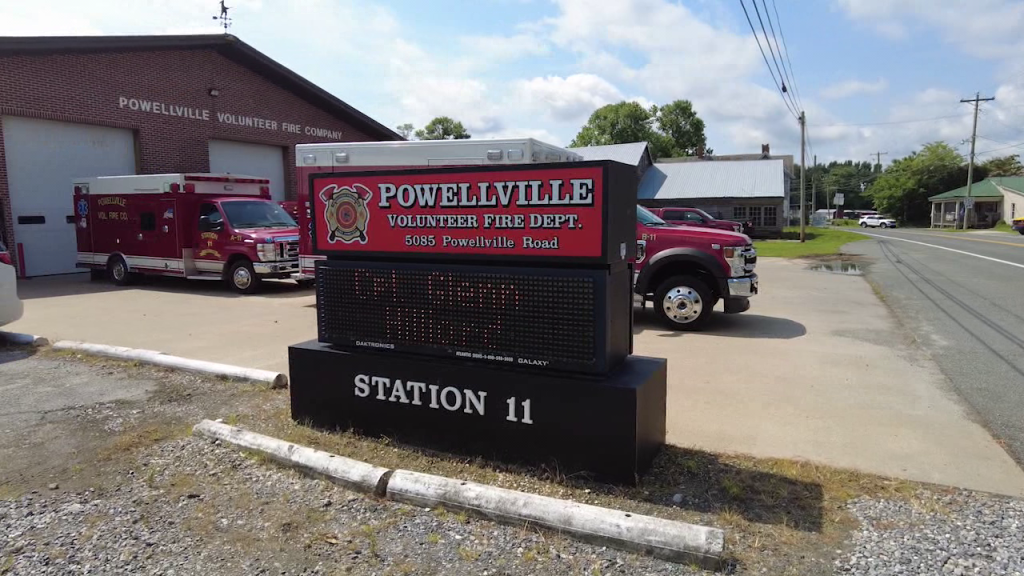 POWELLVILLE VOLUNTEER FIRE COMPANY
POWELLVILLE
VOL. FIRE CO.
B-11
POWELLVILLE
VOLUNTEER FIRE DEPT.
5085 Powellville Road
DAKTRONICS
GALAXY
STATION 11